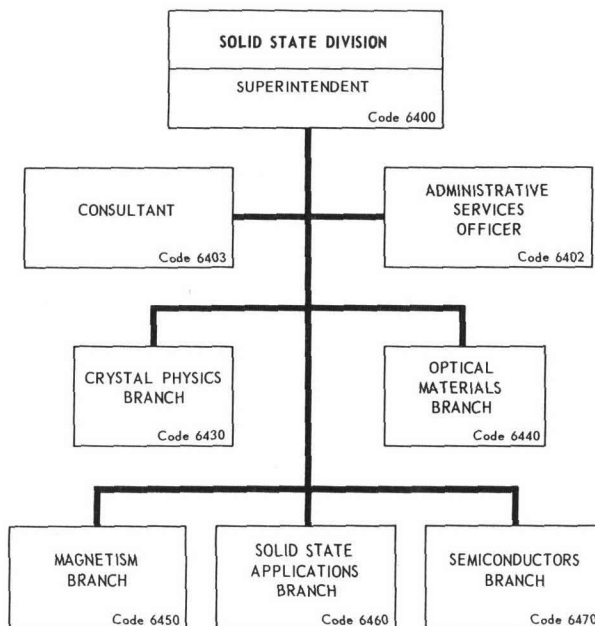 SOLID STATE DIVISION
SUPERINTENDENT
Code 6400
CONSULTANT
Code 6403
ADMINISTRATIVE
SERVICES
OFFICER
Code 6402
CRYSTAL PHYSICS
BRANCH
Code 6430
OPTICAL
MATERIALS
BRANCH
Code 6440
MAGNETISM
BRANCH
Code 6450
SOLID STATE
APPLICATIONS
BRANCH
Code 6460
SEMICONDUCTORS
BRANCH
Code 6470